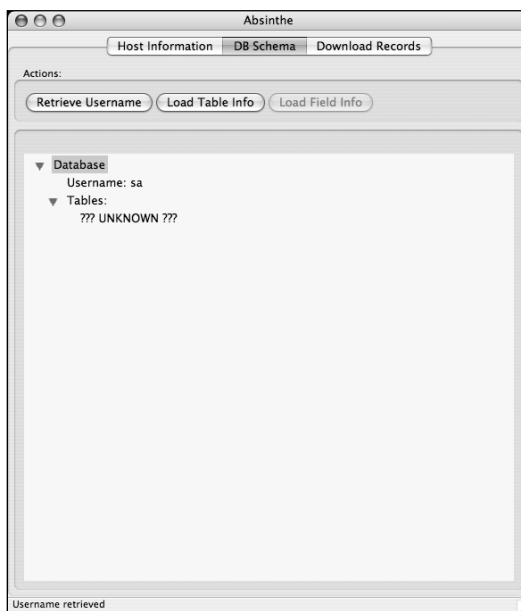 Absinthe
Host Information DB Schema Download Records
Actions:
Retrieve Username Load Table Info Load Field Info
Database
Username: sa
Tables:
??? UNKNOWN ???
Username retrieved